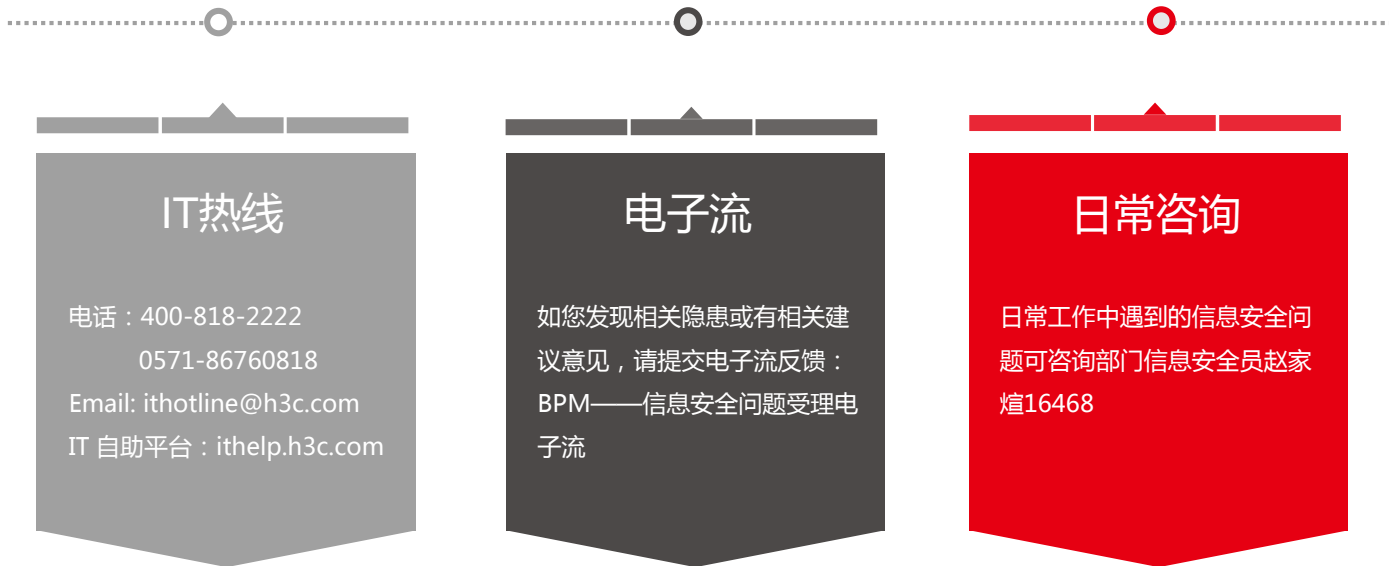 IT热线
电话：400-818-2222
0571-86760818
Email: ithotline@h3c.com
IT 自助平台：ithelp.h3c.com
电子流
如您发现相关隐患或有相关建
议意见，请提交电子流反馈：
BPM——信息安全问题受理电
子流
日常咨询
日常工作中遇到的信息安全问
题可咨询部门信息安全员赵家
煊16468